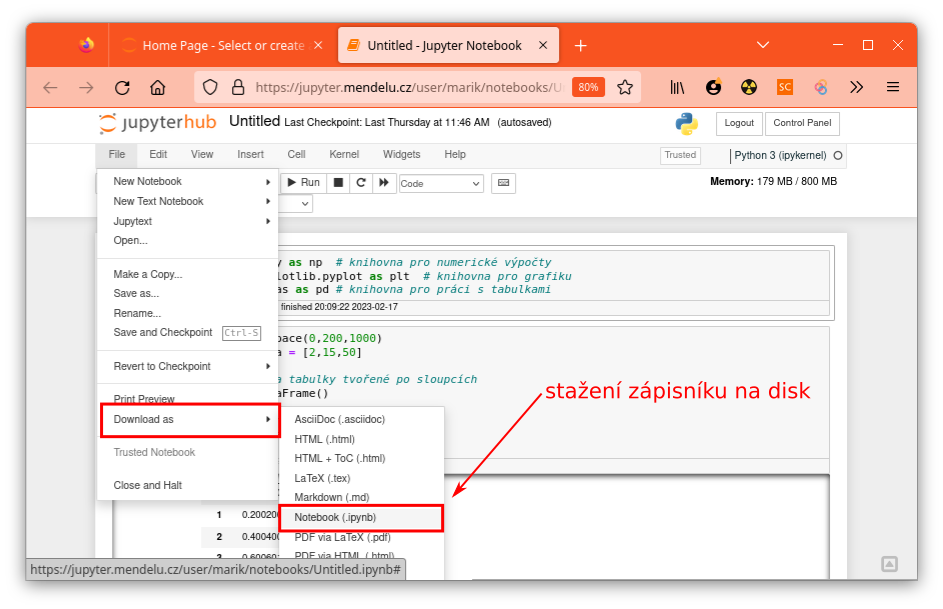 Home Page - Select or create
Untitled - Jupyter Notebook
https://jupyter.mendelu.cz/user/marik/notebooks/U
80%
SC
jupyterhub Untitled Last Checkpoint: Last Thursday at 11:46 AM (autosaved)
Logout Control Panel
File Edit View Insert Cell Kernel Widgets Help
Trusted Python 3 (ipykernel)
Run Code
Memory: 179 MB / 800 MB
New Notebook
New Text Notebook
Jupytext
Open...
Make a Copy...
Save as...
Rename...
Save and Checkpoint Ctrl-S
Revert to Checkpoint
Print Preview
Download as
Trusted Notebook
Close and Halt
y as np # knihovna pro numerické výpočty
lotlib.pyplot as plt # knihovna pro grafiku
as as pd # knihovna pro práci s tabulkami
finished 20:09:22 2023-02-17
pace(0,200,1000)
a = [2,15,50]
a tabulky tvořené po sloupcích
aFrame()
stažení zápisníku na disk
AsciiDoc (.asciidoc)
HTML (.html)
HTML + ToC (.html)
LaTeX (.tex)
Markdown (.md)
Notebook (.ipynb)
PDF via LaTeX (.pdf)
PDF via HTML (.html)
1 0.20020
2 0.40040
3 0.60060
https://jupyter.mendelu.cz/user/marik/notebooks/Untitled.ipynb#